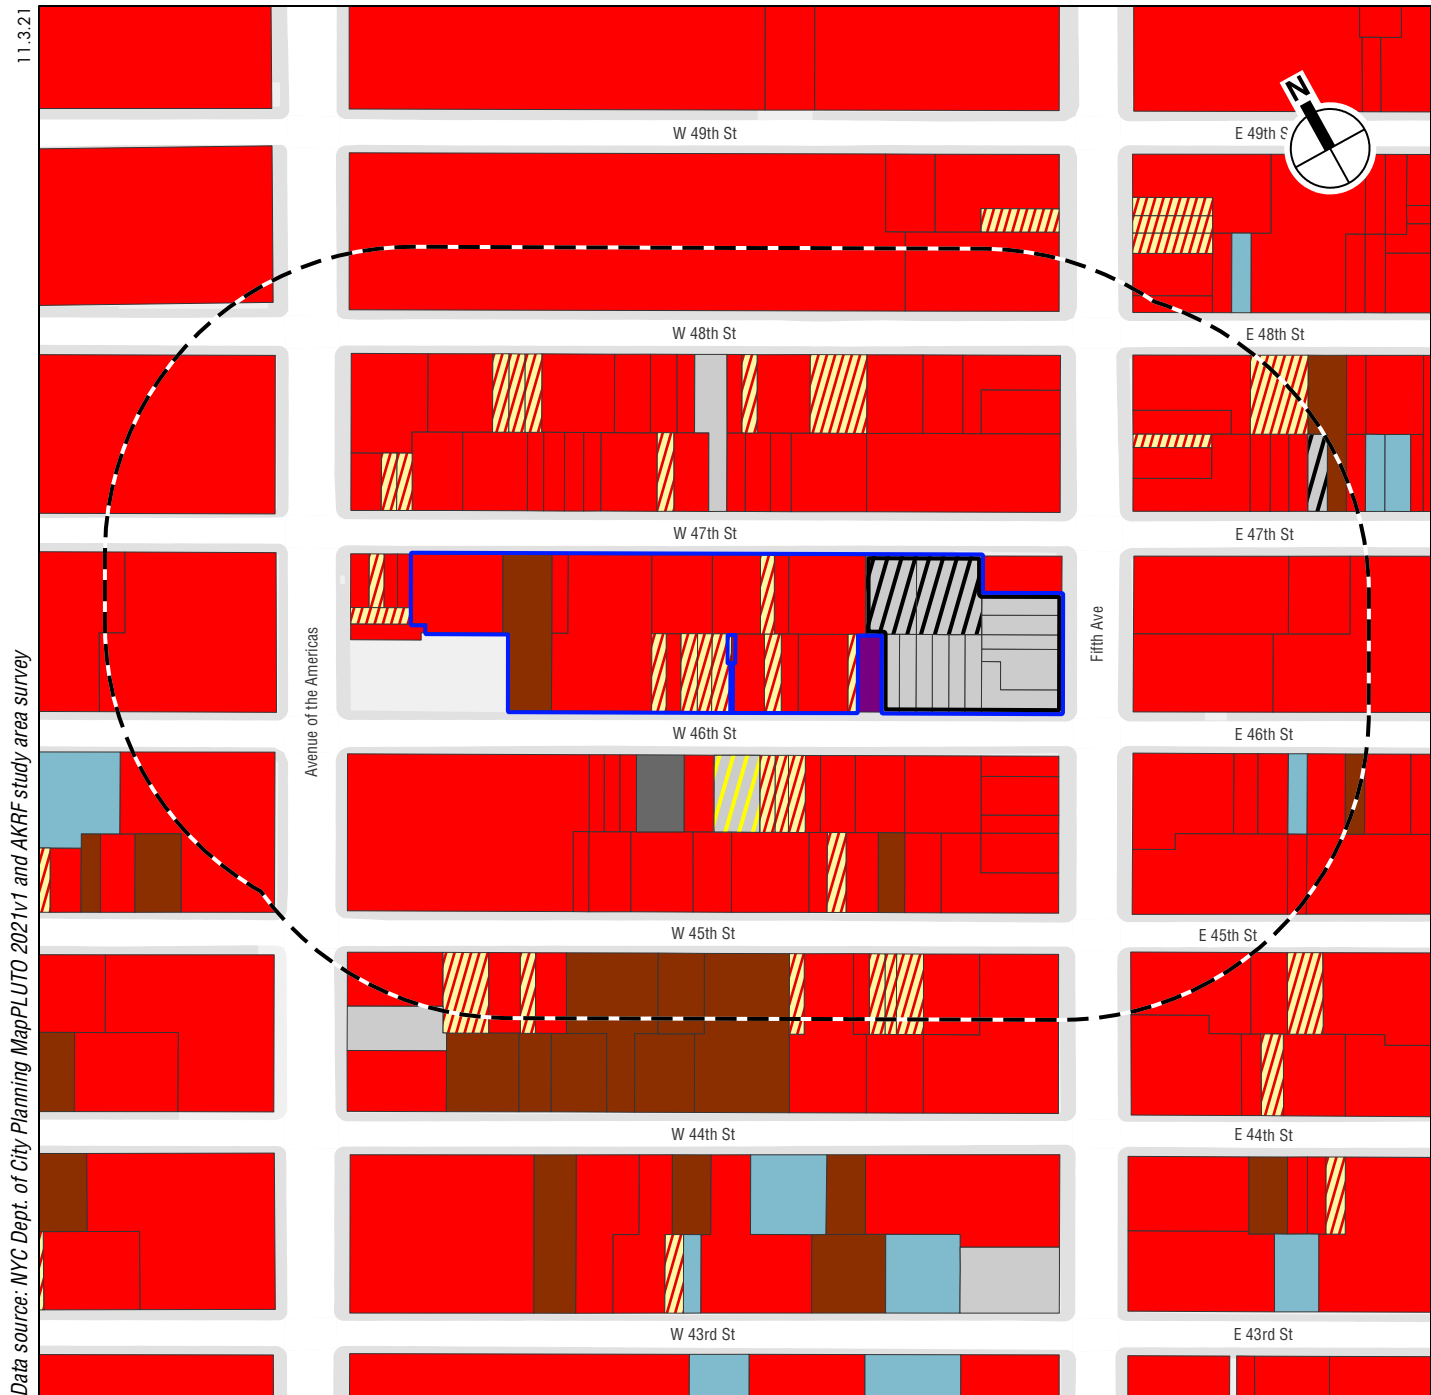 11.3.21
W 49th St
E 49th S
N
W 48th St
E 48th St
W 47th St
E 47th St
Avenue of the Americas
Fifth Ave
W 46th St
E 46th St
W 45th St
E 45th St
W 44th St
E 44th St
W 43rd St
E 43rd St
Data source: NYC Dept. of City Planning MapPLUTO 2021v1 and AKRF study area survey